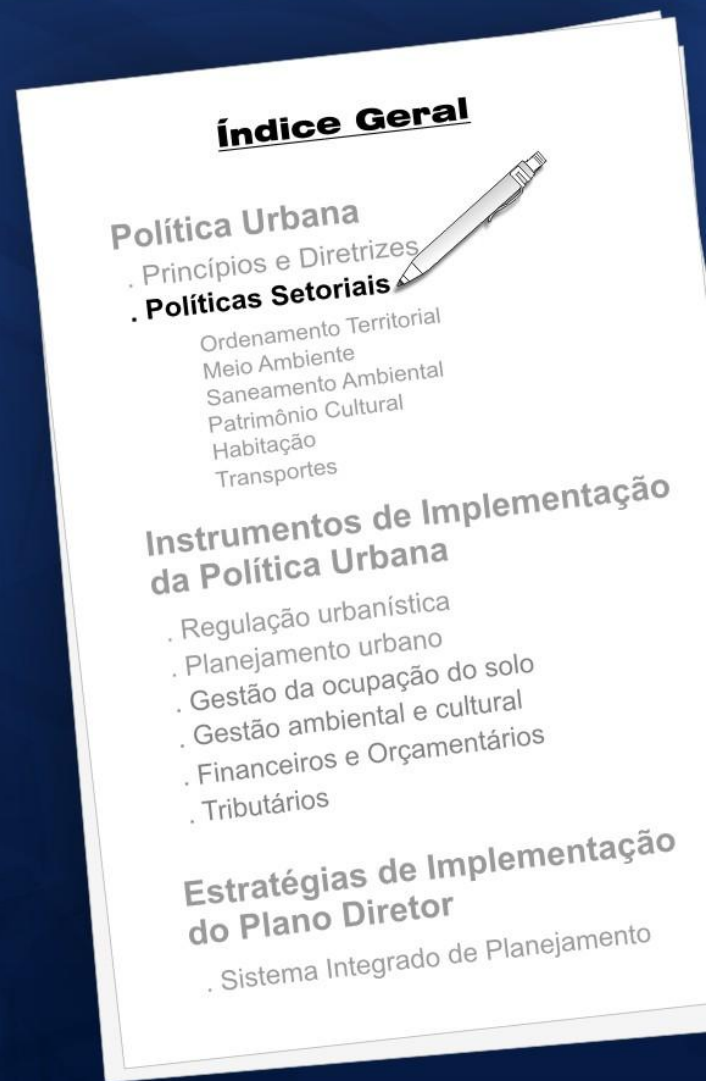 Índice Geral
Política Urbana
. Princípios e Diretrizes
. Políticas Setoriais
Ordenamento Territorial
Meio Ambiente
Saneamento Ambiental
Patrimônio Cultural
Habitação
Transportes
Instrumentos de Implementação
da Política Urbana
. Regulação urbanística
. Planejamento urbano
. Gestão da ocupação do solo
. Gestão ambiental e cultural
. Financeiros e Orçamentários
. Tributários
Estratégias de Implementação
do Plano Diretor
. Sistema Integrado de Planejamento